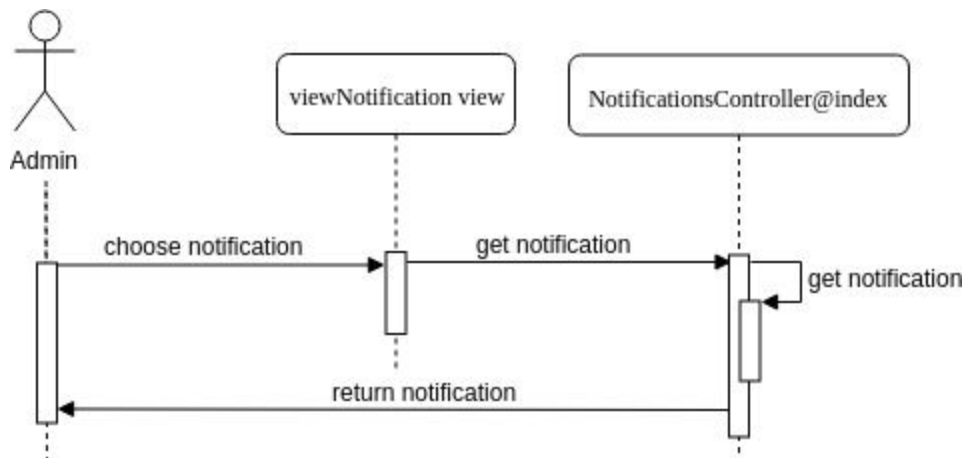 viewNotification view
NotificationsController@index
Admin
choose notification
get notification
get notification
return notification